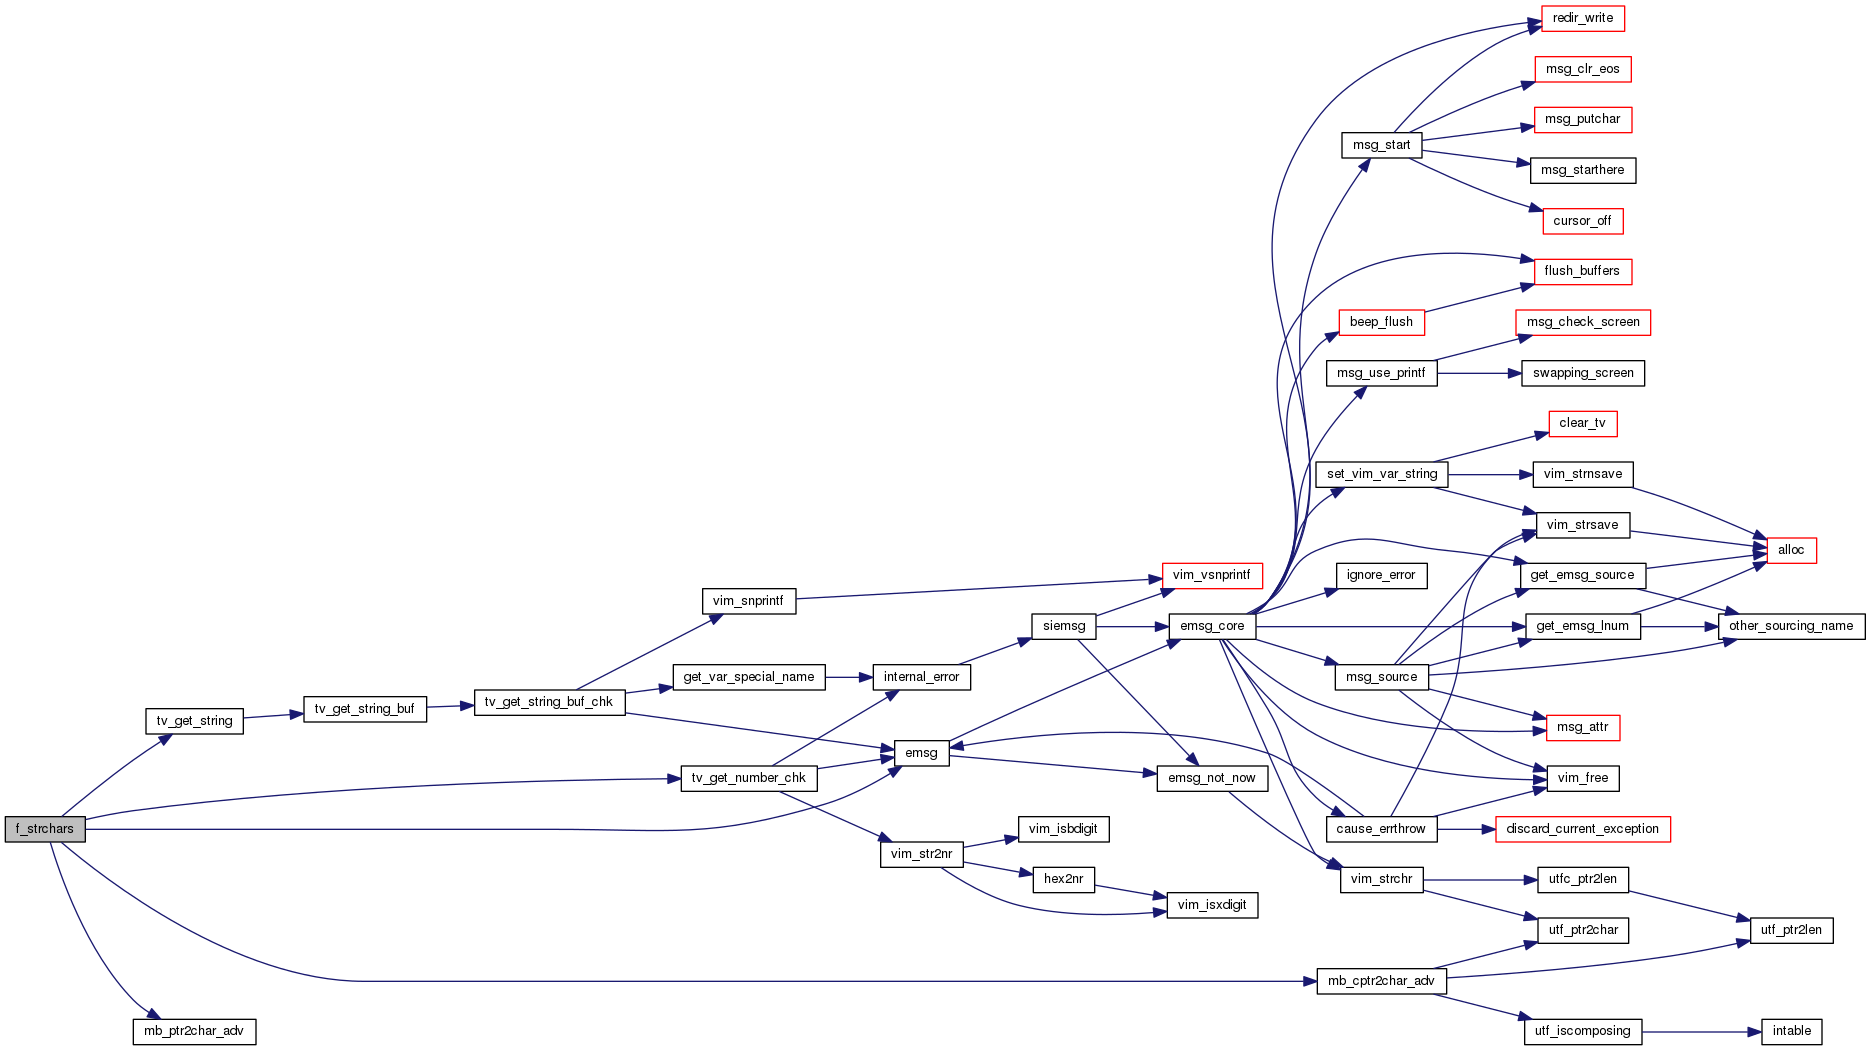 redir_write
msg_clr_eos
msg_putchar
msg_start
msg_starthere
cursor_off
flush_buffers
beep_flush
msg_check_screen
msg_use_printf
swapping_screen
clear_tv
set_vim_var_string
vim_strnsave
vim_strsave
alloc
vim_vsnprintf
ignore_error
get_emsg_source
vim_snprintf
siemsg
emsg_core
get_emsg_lnum
other_sourcing_name
get_var_special_name
internal_error
msg_source
tv_get_string_buf_chk
tv_get_string_buf
tv_get_string
msg_attr
emsg
tv_get_number_chk
emsg_not_now
vim_free
f_strchars
vim_isbdigit
cause_errthrow
discard_current_exception
vim_str2nr
hex2nr
vim_strchr
utfc_ptr2len
vim_isxdigit
utf_ptr2char
utf_ptr2len
mb_cptr2char_adv
mb_ptr2char_adv
utf_iscomposing
intable